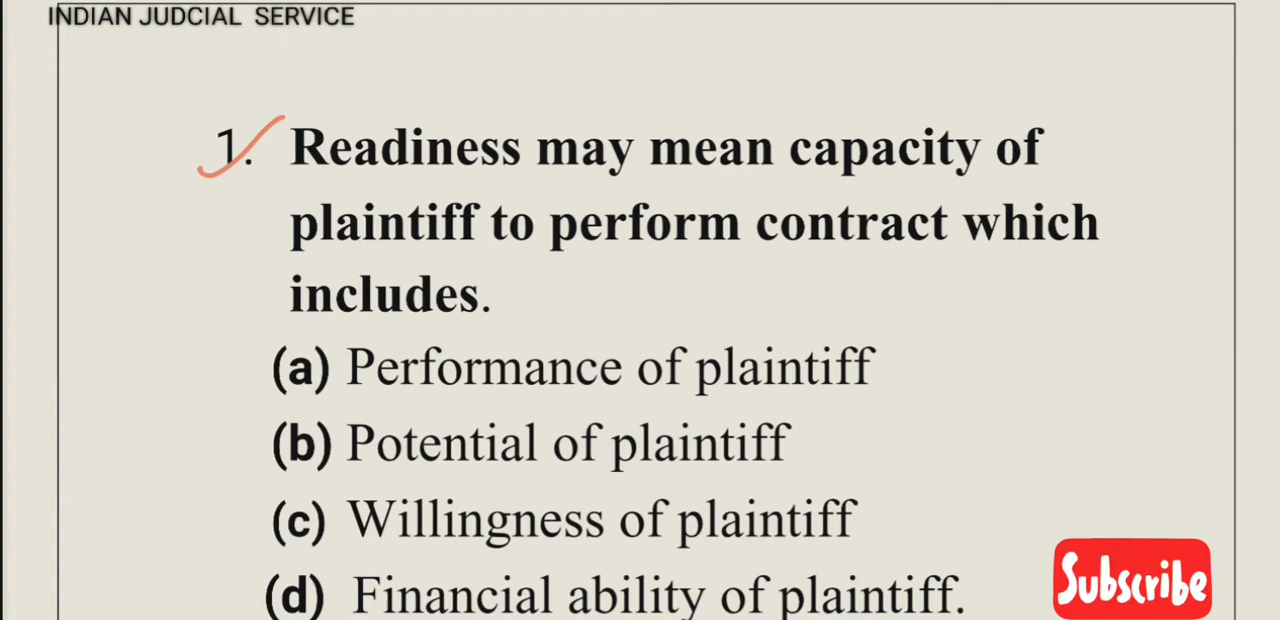 INDIAN JUDCIAL SERVICE
1. Readiness may mean capacity of
plaintiff to perform contract which
includes.
(a) Performance of plaintiff
(b) Potential of plaintiff
(c) Willingness of plaintiff
(d) Financial ability of plaintiff.
Subscribe